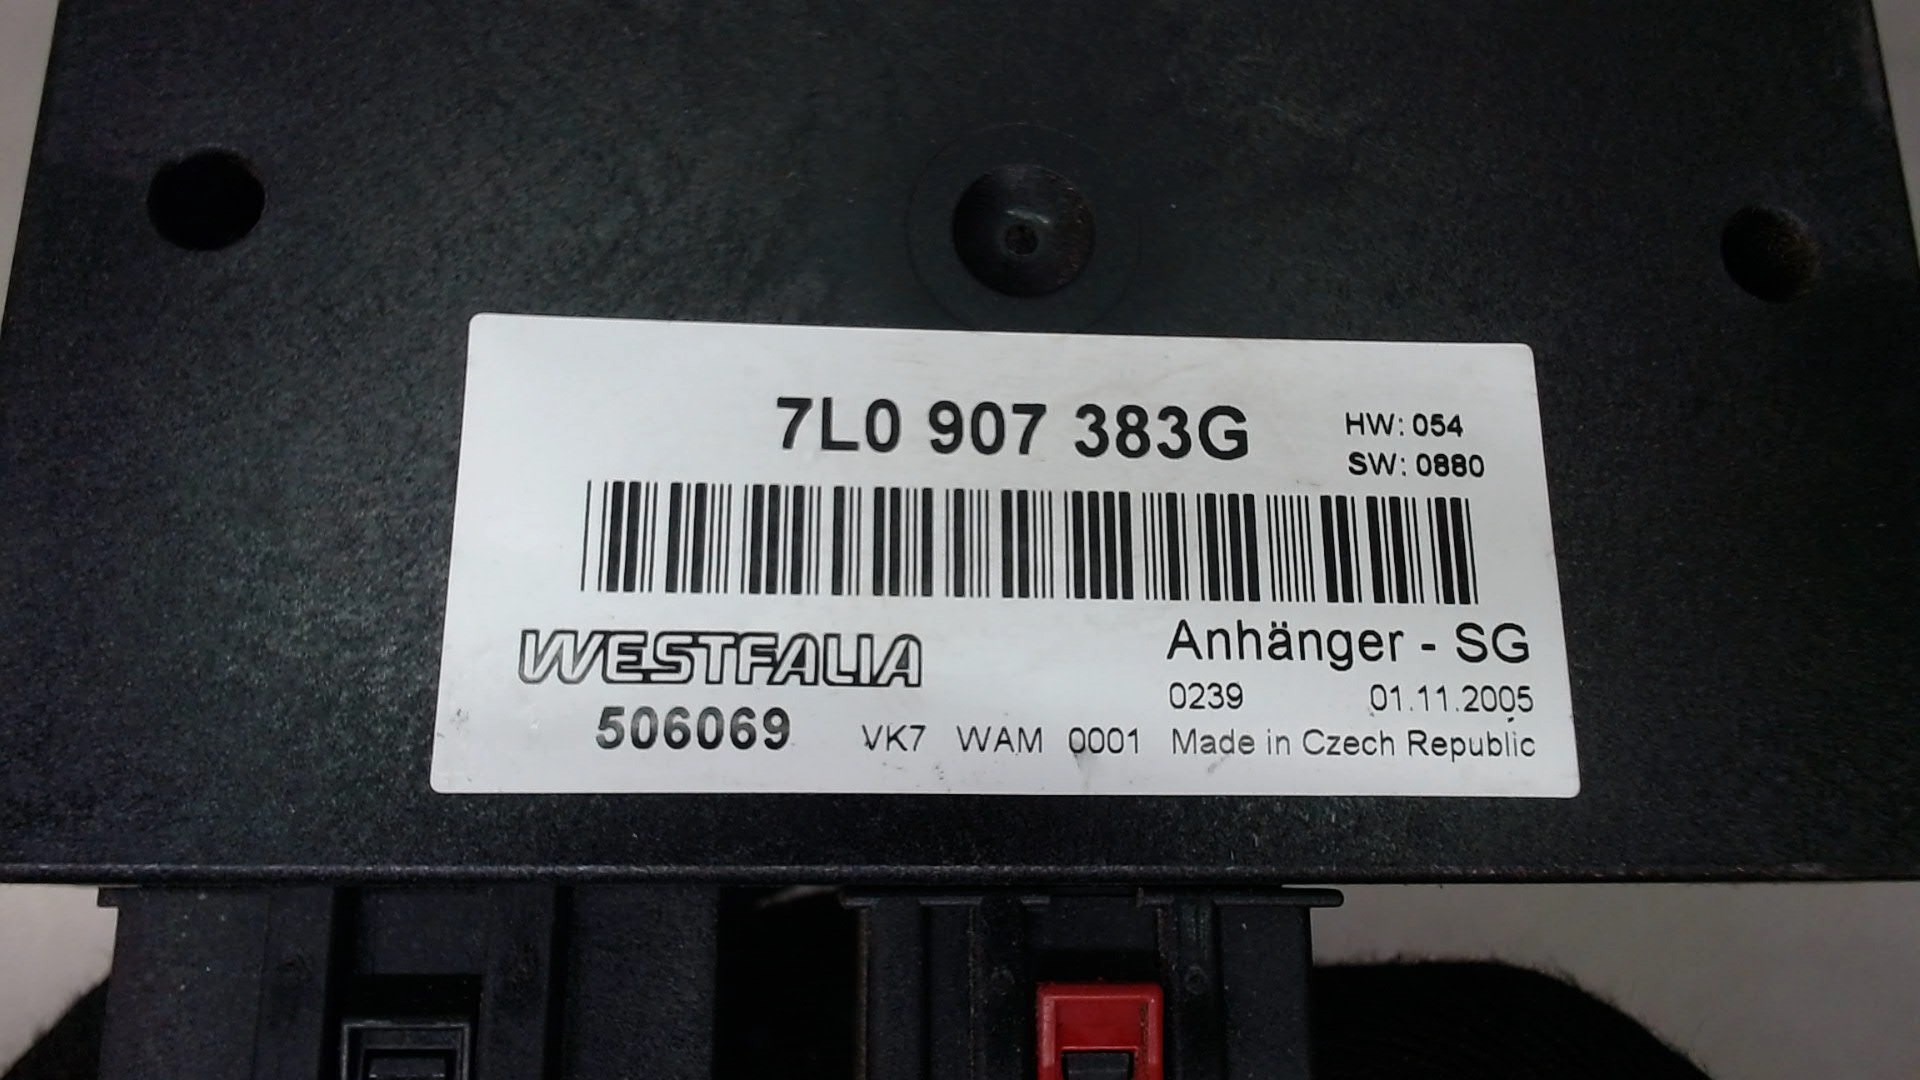 7L0 907 383G
HW: 054
SW: 0880
WESTFALIA
Anhänger - SG
0239 01.11.2005
506069 VK7 WAM 0001 Made in Czech Republic